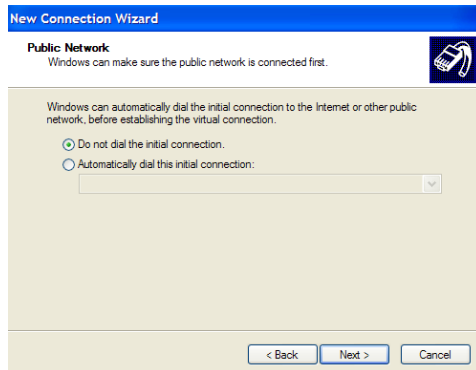 New Connection Wizard
Public Network
Windows can make sure the public network is connected first.
Windows can automatically dial the initial connection to the Internet or other public
network, before establishing the virtual connection.
Do not dial the initial connection.
Automatically dial this initial connection:
< Back Next > Cancel